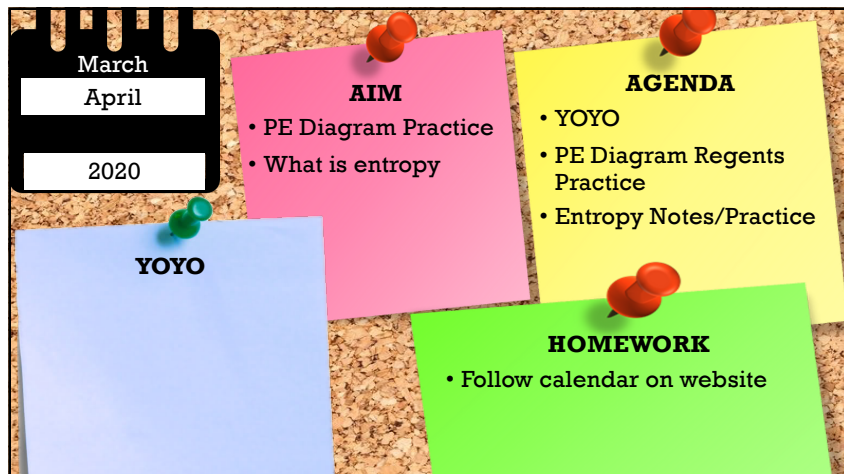 March
April
2020
AIM
• PE Diagram Practice
• What is entropy
AGENDA
• YOYO
• PE Diagram Regents
Practice
• Entropy Notes/Practice
YOYO
HOMEWORK
• Follow calendar on website